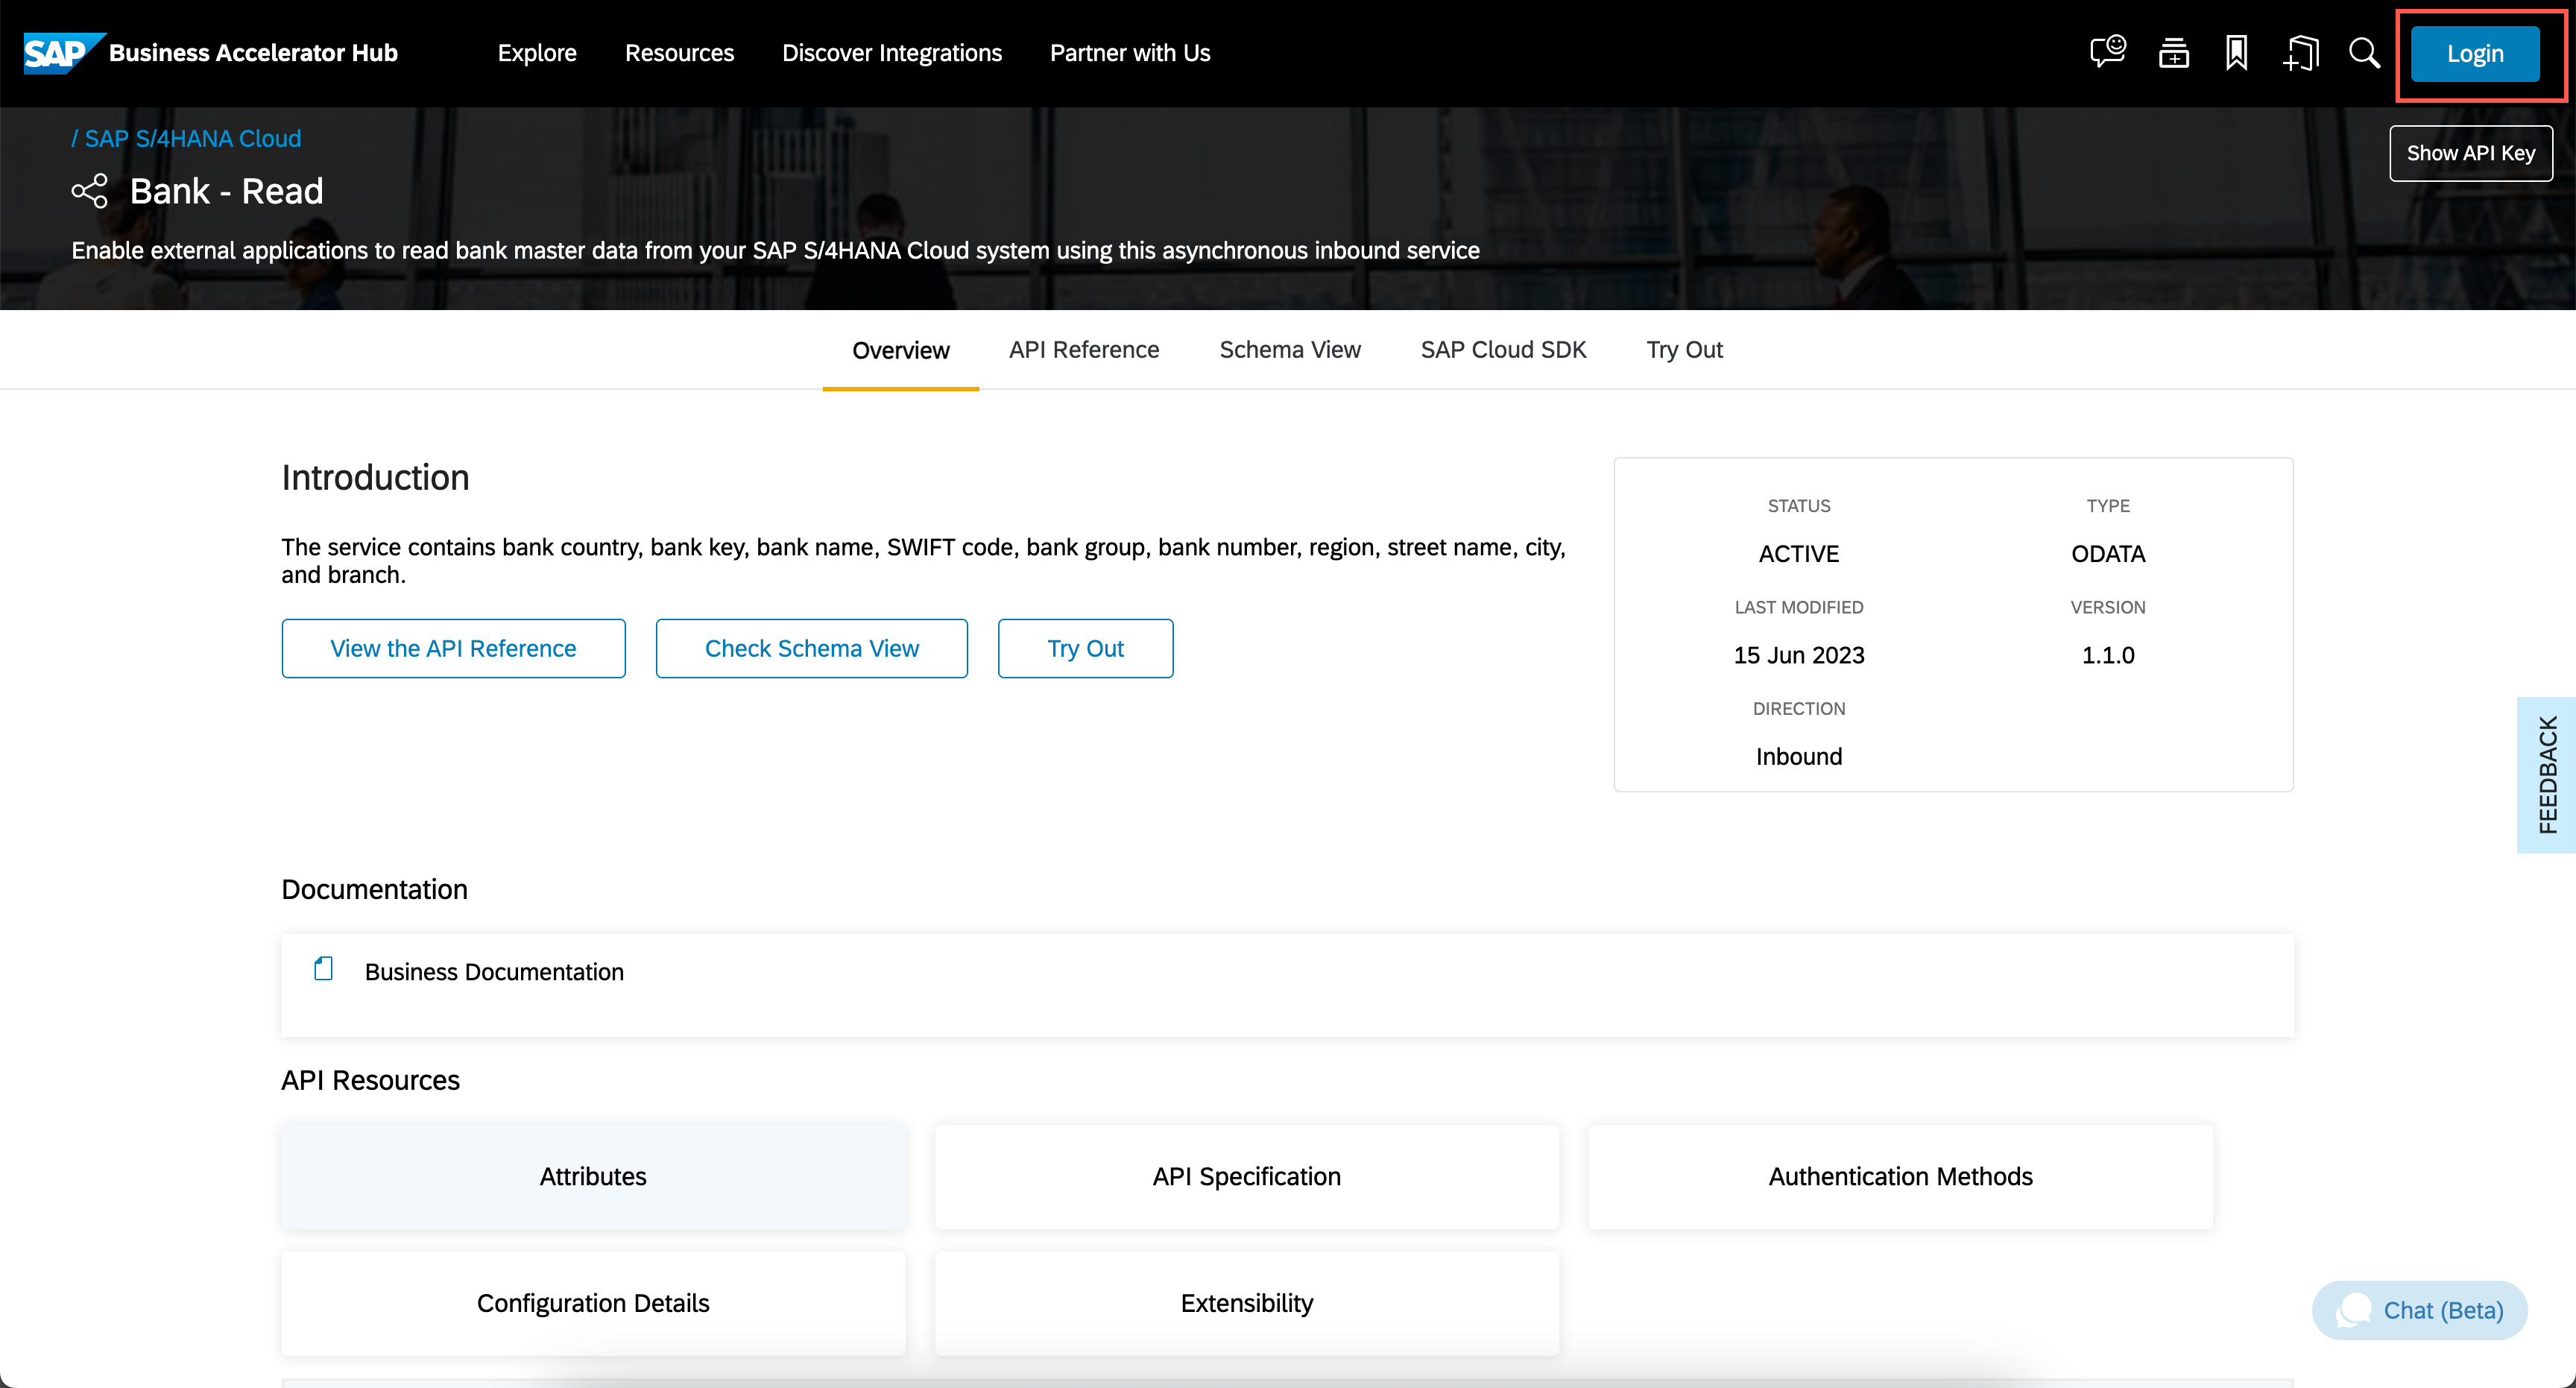 SAP Business Accelerator Hub
Explore
Resources
Discover Integrations
Partner with Us
Login
/ SAP S/4HANA Cloud
Show API Key
Bank - Read
Enable external applications to read bank master data from your SAP S/4HANA Cloud system using this asynchronous inbound service
Overview
API Reference
Schema View
SAP Cloud SDK
Try Out
Introduction
The service contains bank country, bank key, bank name, SWIFT code, bank group, bank number, region, street name, city,
and branch.
View the API Reference
Check Schema View
Try Out
STATUS
TYPE
ACTIVE
ODATA
LAST MODIFIED
VERSION
15 Jun 2023
1.1.0
DIRECTION
Inbound
FEEDBACK
Documentation
Business Documentation
API Resources
Attributes
API Specification
Authentication Methods
Configuration Details
Extensibility
Chat (Beta)